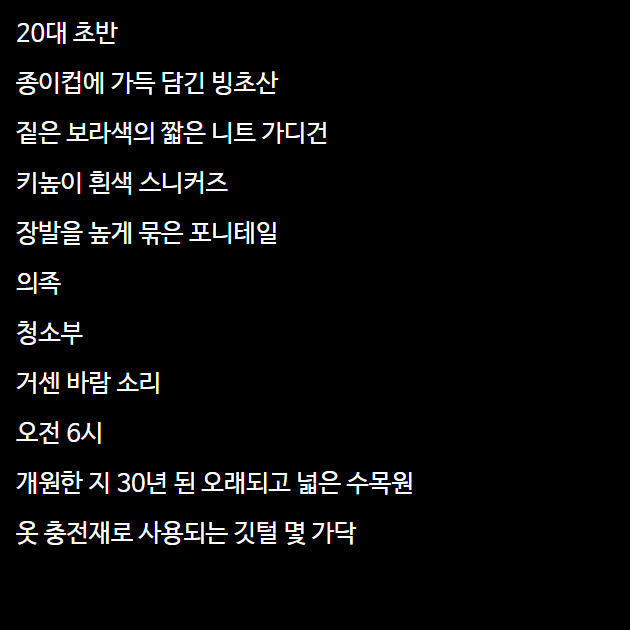 20대 초반
종이컵에 가득 담긴 빙초산
짙은 보라색의 짧은 니트 가디건
키높이 흰색 스니커즈
장발을 높게 묶은 포니테일
의족
청소부
거센 바람 소리
오전 6시
개원한 지 30년 된 오래되고 넓은 수목원
옷 충전재로 사용되는 깃털 몇 가닥